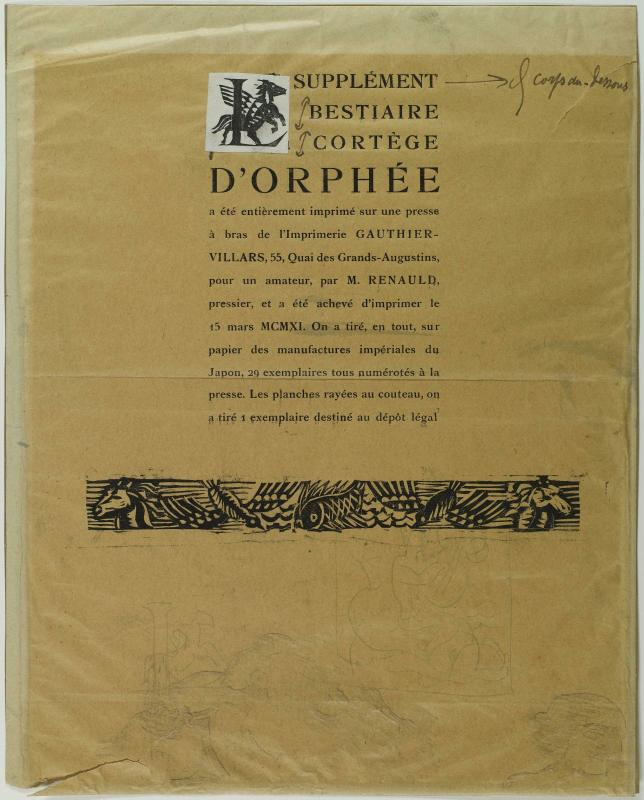 LE SUPPLÉMENT
BESTIAIRE
CORTÈGE
D'ORPHÉE
a été entièrement imprimé sur une presse
à bras de l'Imprimerie GAUTHIER-
VILLARS, 55, Quai des Grands-Augustins,
pour un amateur, par M. RENAULD,
pressier, et a été achevé d'imprimer le
15 mars MCMXI. On a tiré, en tout, sur
papier des manufactures impériales du
Japon, 29 exemplaires tous numérotés à la
presse. Les planches rayées au couteau, on
a tiré 1 exemplaire destiné au dépôt légal
corps au-dessous